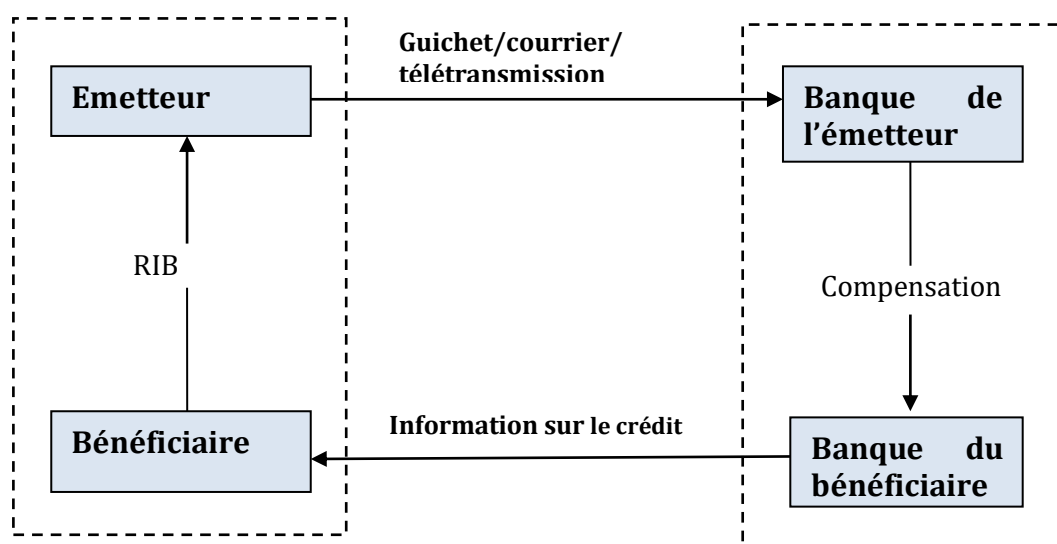 Guichet/courrier/
télétransmission
Emetteur
Banque de
l’émetteur
RIB
Compensation
Bénéficiaire
Information sur le crédit
Banque du
bénéficiaire